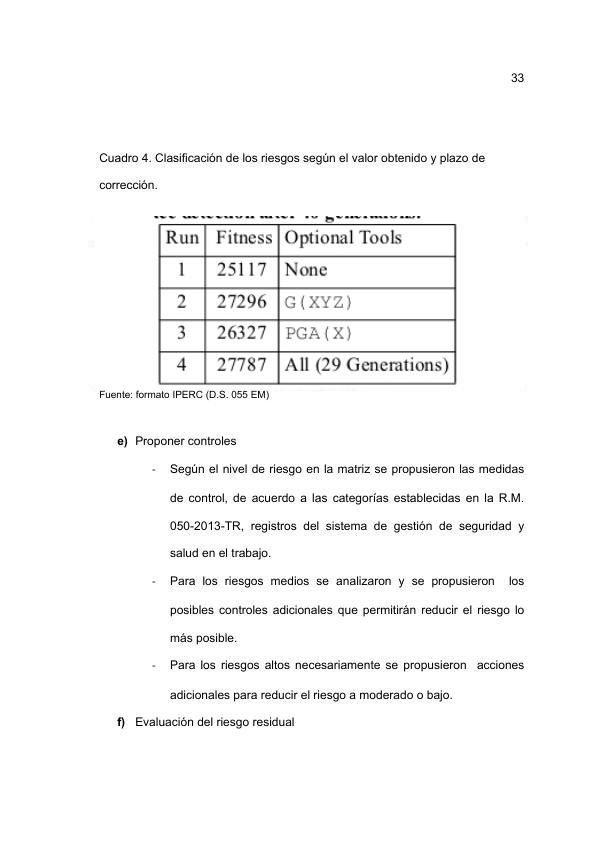 33
Cuadro 4. Clasificación de los riesgos según el valor obtenido y plazo de
corrección.
Run Fitness Optional Tools
1 25117 None
2 27296 G(XYZ)
3 26327 PGA(X)
4 27787 All (29 Generations)
Fuente: formato IPERC (D.S. 055 EM)
e) Proponer controles
- Según el nivel de riesgo en la matriz se propusieron las medidas
de control, de acuerdo a las categorías establecidas en la R.M.
050-2013-TR, registros del sistema de gestión de seguridad y
salud en el trabajo.
- Para los riesgos medios se analizaron y se propusieron los
posibles controles adicionales que permitirán reducir el riesgo lo
más posible.
- Para los riesgos altos necesariamente se propusieron acciones
adicionales para reducir el riesgo a moderado o bajo.
f) Evaluación del riesgo residual